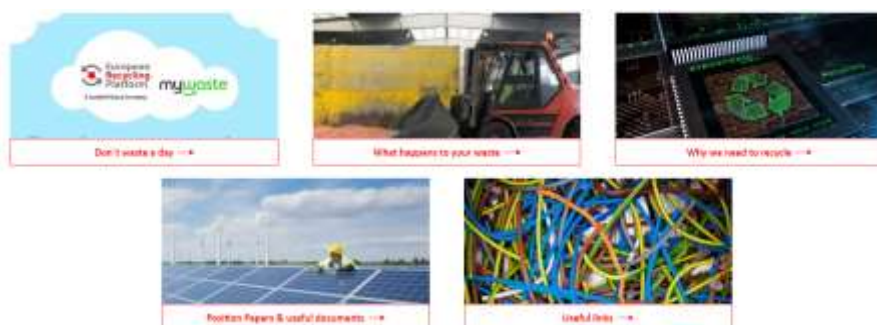 European
Recycling
Platform
mywaste
Don't waste a day
What happens to your waste
Why we need to recycle
Position Papers & useful documents
Useful links